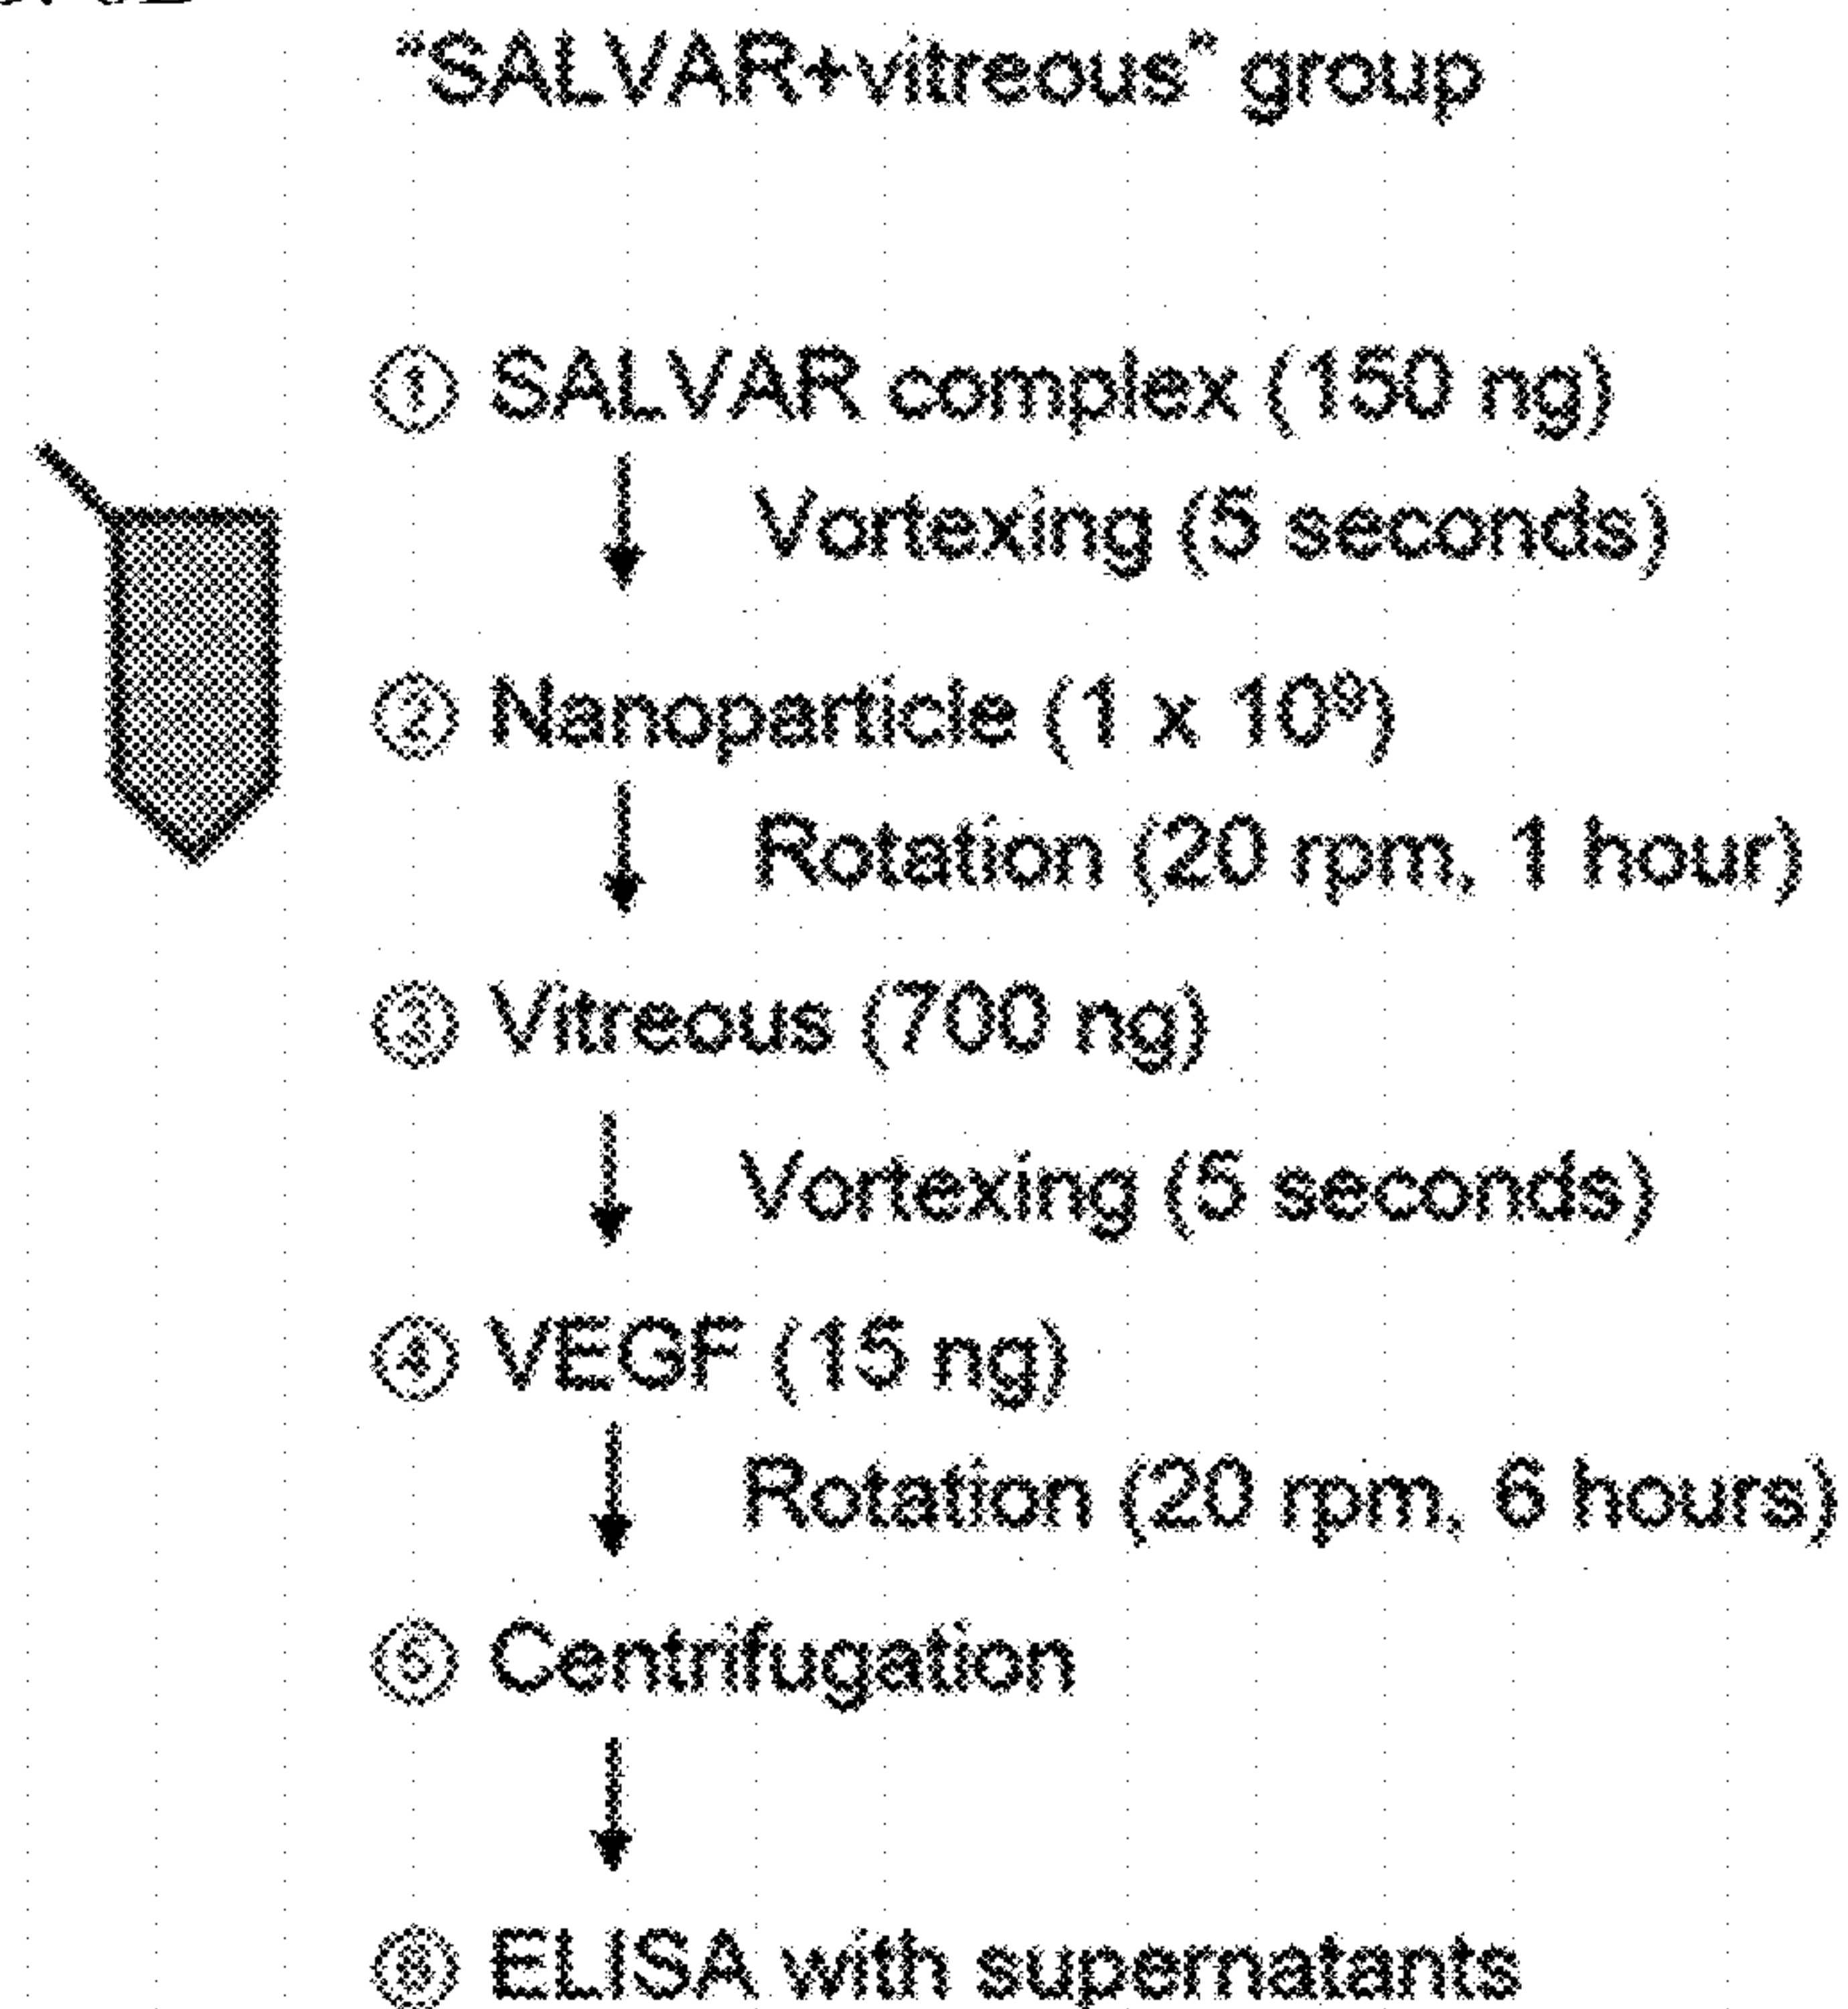 “SALVAR+vitreous” group
① SALVAR complex (150 ng)
Vortexing (5 seconds)
② Nanoparticle (1 x 10⁹)
Rotation (20 rpm, 1 hour)
③ Vitreous (700 ng)
Vortexing (5 seconds)
④ VEGF (15 ng)
Rotation (20 rpm, 6 hours)
⑤ Centrifugation
⑥ ELISA with supernatants